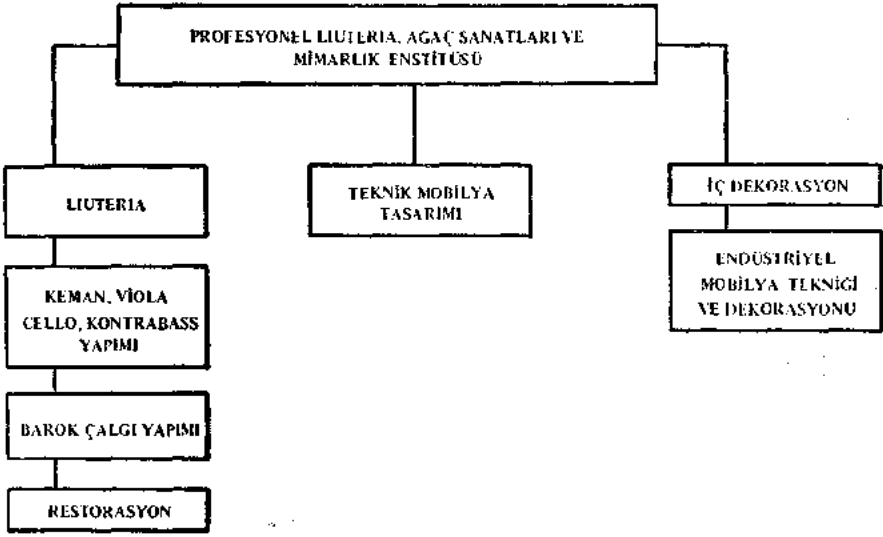 PROFESYONEL LIUTERIA, AGAÇ SANATLARI VE
MİMARLIK ENSTİTÜSÜ
LIUTERIA
TEKNİK MOBİLYA
TASARIMI
İÇ DEKORASYON
KEMAN, VİOLA
CELLO, KONTRABASS
YAPIMI
ENDÜSTRİYEL
MOBİLYA TEKNİĞİ
VE DEKORASYONU
BAROK ÇALGI YAPIMI
RESTORASYON